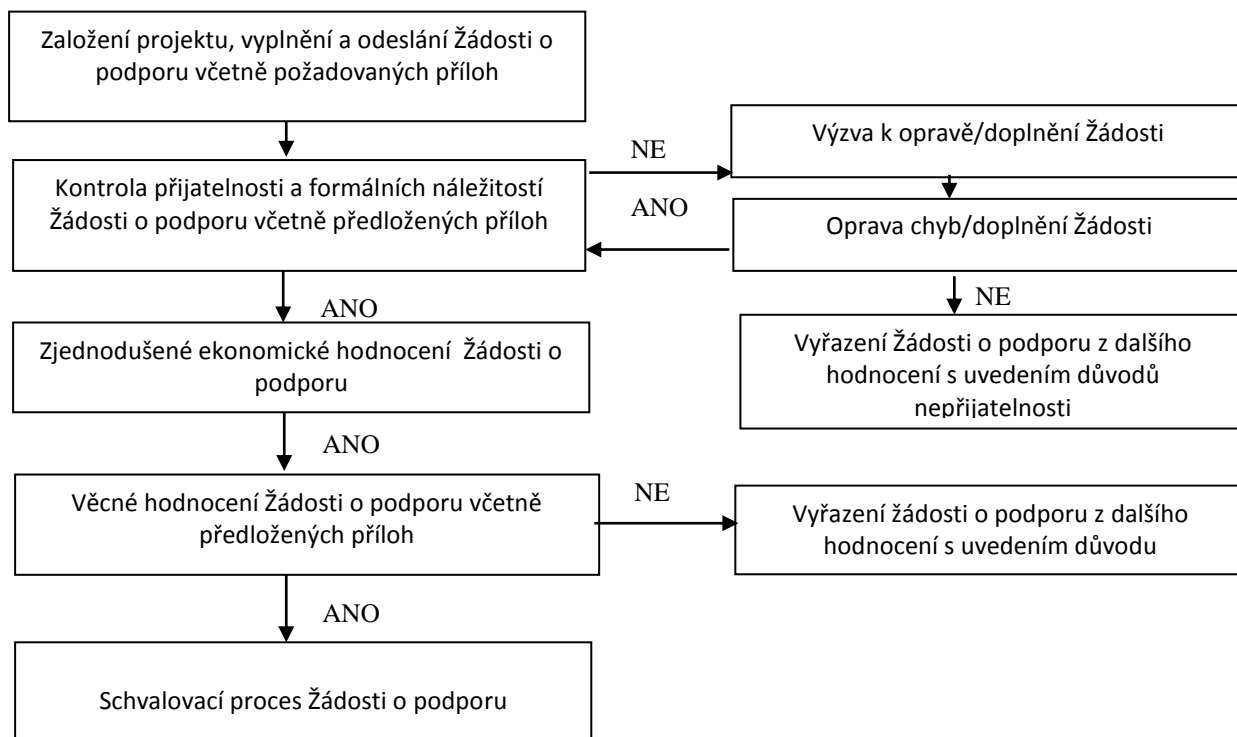 Založení projektu, vyplnění a odeslání Žádosti o
podporu včetně požadovaných příloh
NE
Výzva k opravě/doplnění Žádosti
Kontrola přijatelnosti a formálních náležitostí
Žádosti o podporu včetně předložených příloh
ANO
Oprava chyb/doplnění Žádosti
ANO
NE
Zjednodušené ekonomické hodnocení Žádosti o
podporu
Vyřazení Žádosti o podporu z dalšího
hodnocení s uvedením důvodů
nepřijatelnosti
ANO
Věcné hodnocení Žádosti o podporu včetně
předložených příloh
NE
Vyřazení žádosti o podporu z dalšího
hodnocení s uvedením důvodu
ANO
Schvalovací proces Žádosti o podporu